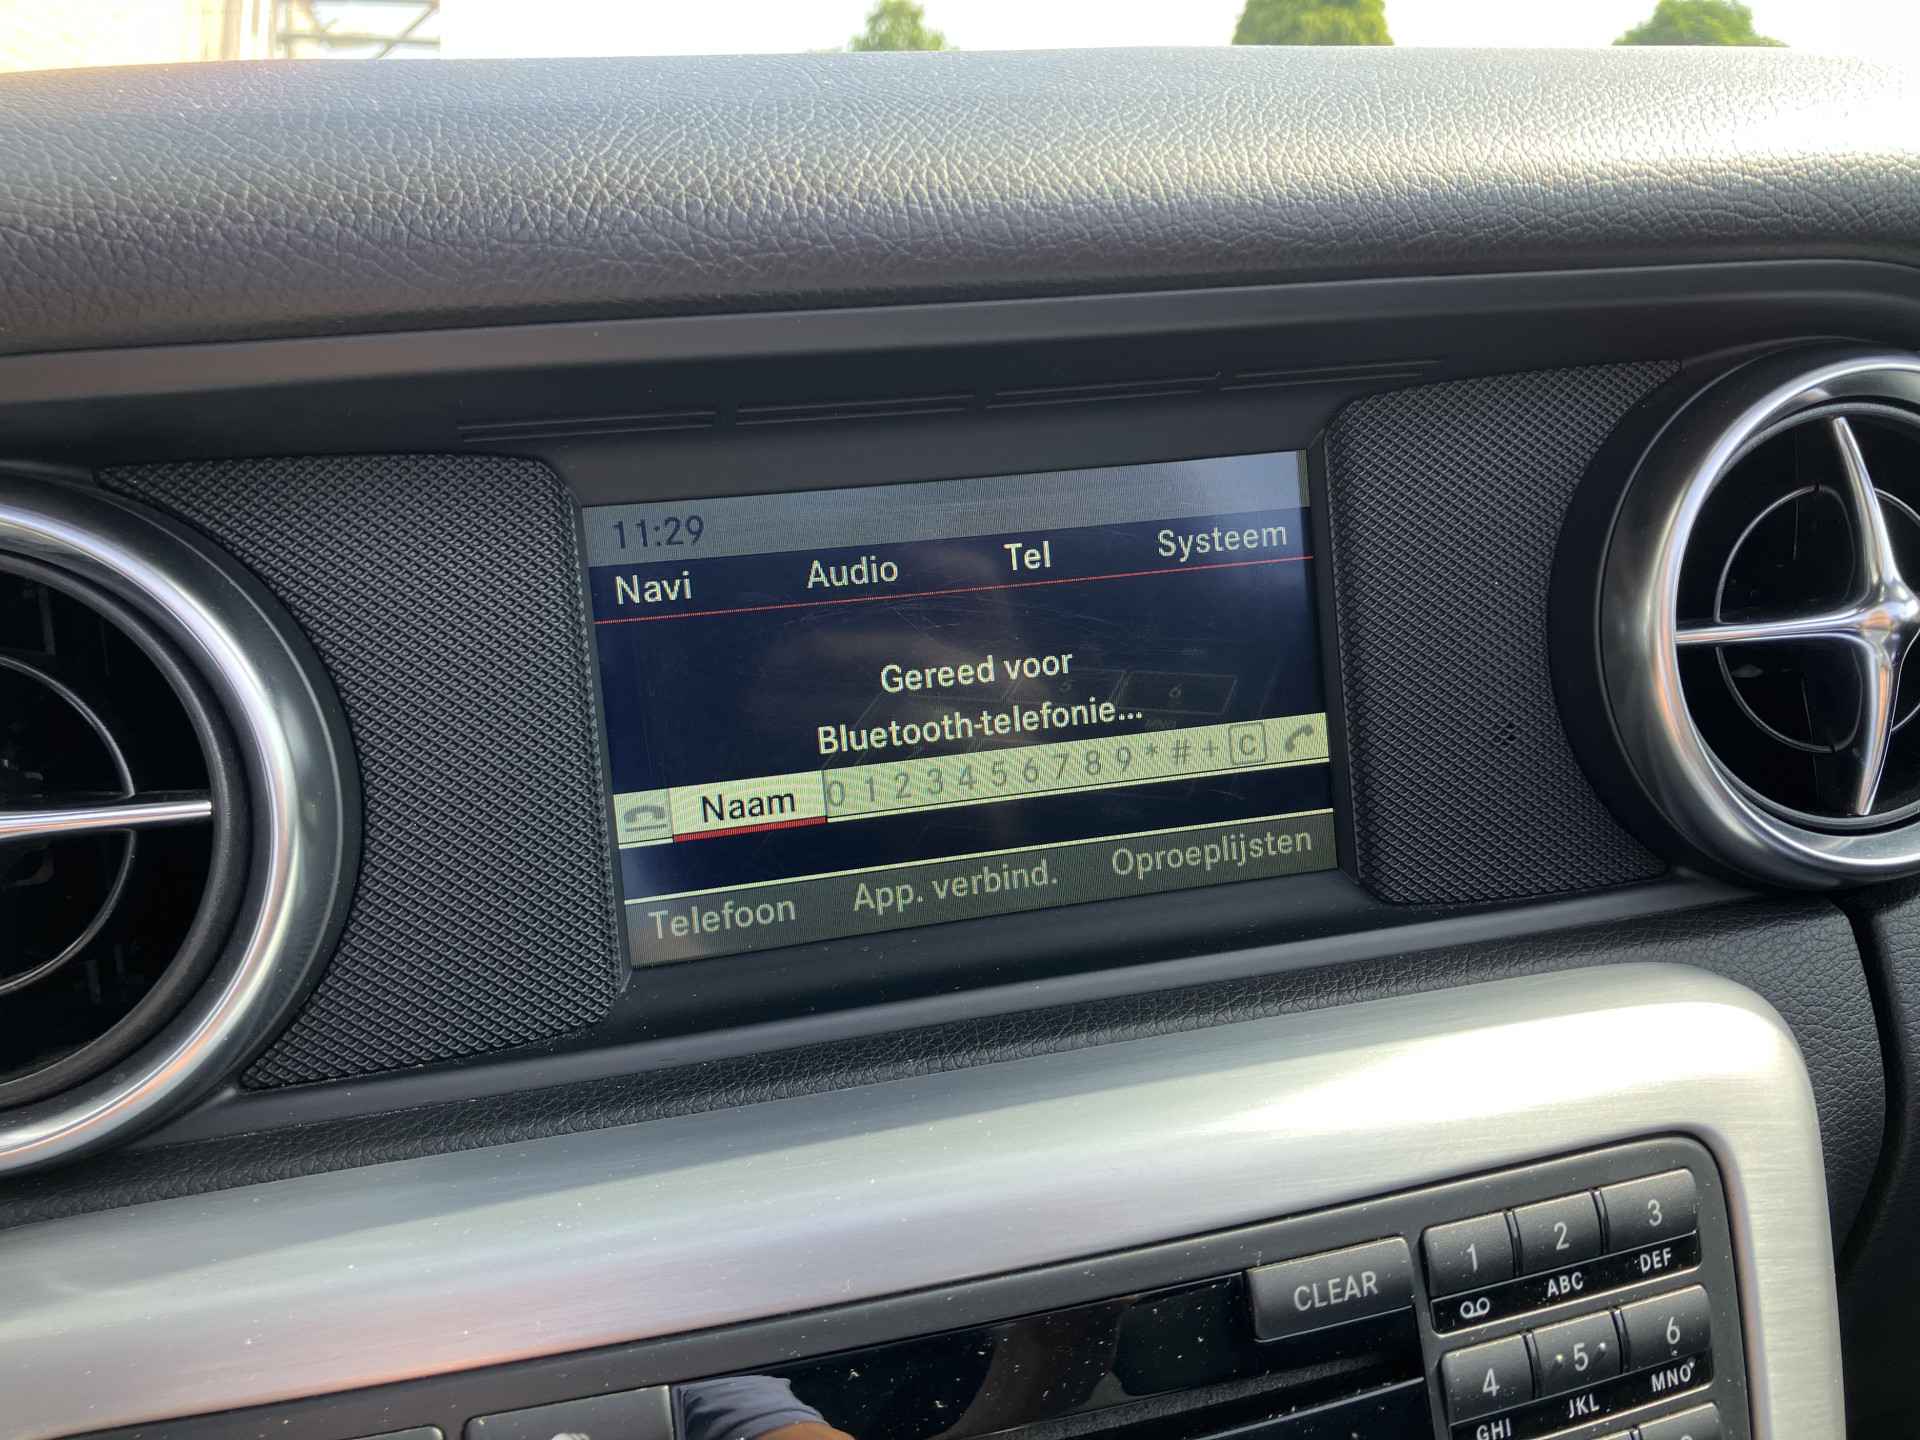 11:29
Navi Audio Tel Systeem
Gereed voor
Bluetooth-telefonie...
Naam 0 1 2 3 4 5 6 7 8 9 * # + C
Telefoon App. verbind. Oproeplijsten
CLEAR 1 2 3
ABC DEF
4 5 6
GHI JKL MNO